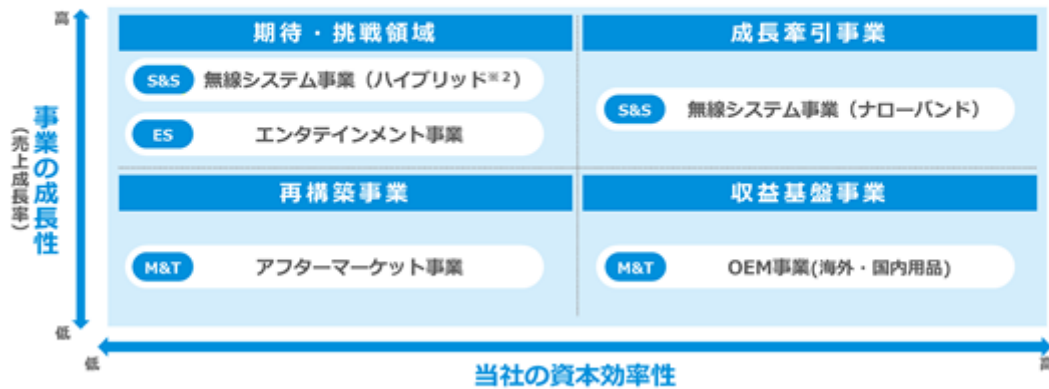 高
期待・挑戦領域
成長牽引事業
S&S 無線システム事業（ハイブリッド※2）
ES エンタテインメント事業
S&S 無線システム事業（ナローバンド）
事業の成長性
（売上成長率）
再構築事業
収益基盤事業
M&T アフターマーケット事業
M&T OEM事業(海外・国内用品)
低
低
高
当社の資本効率性